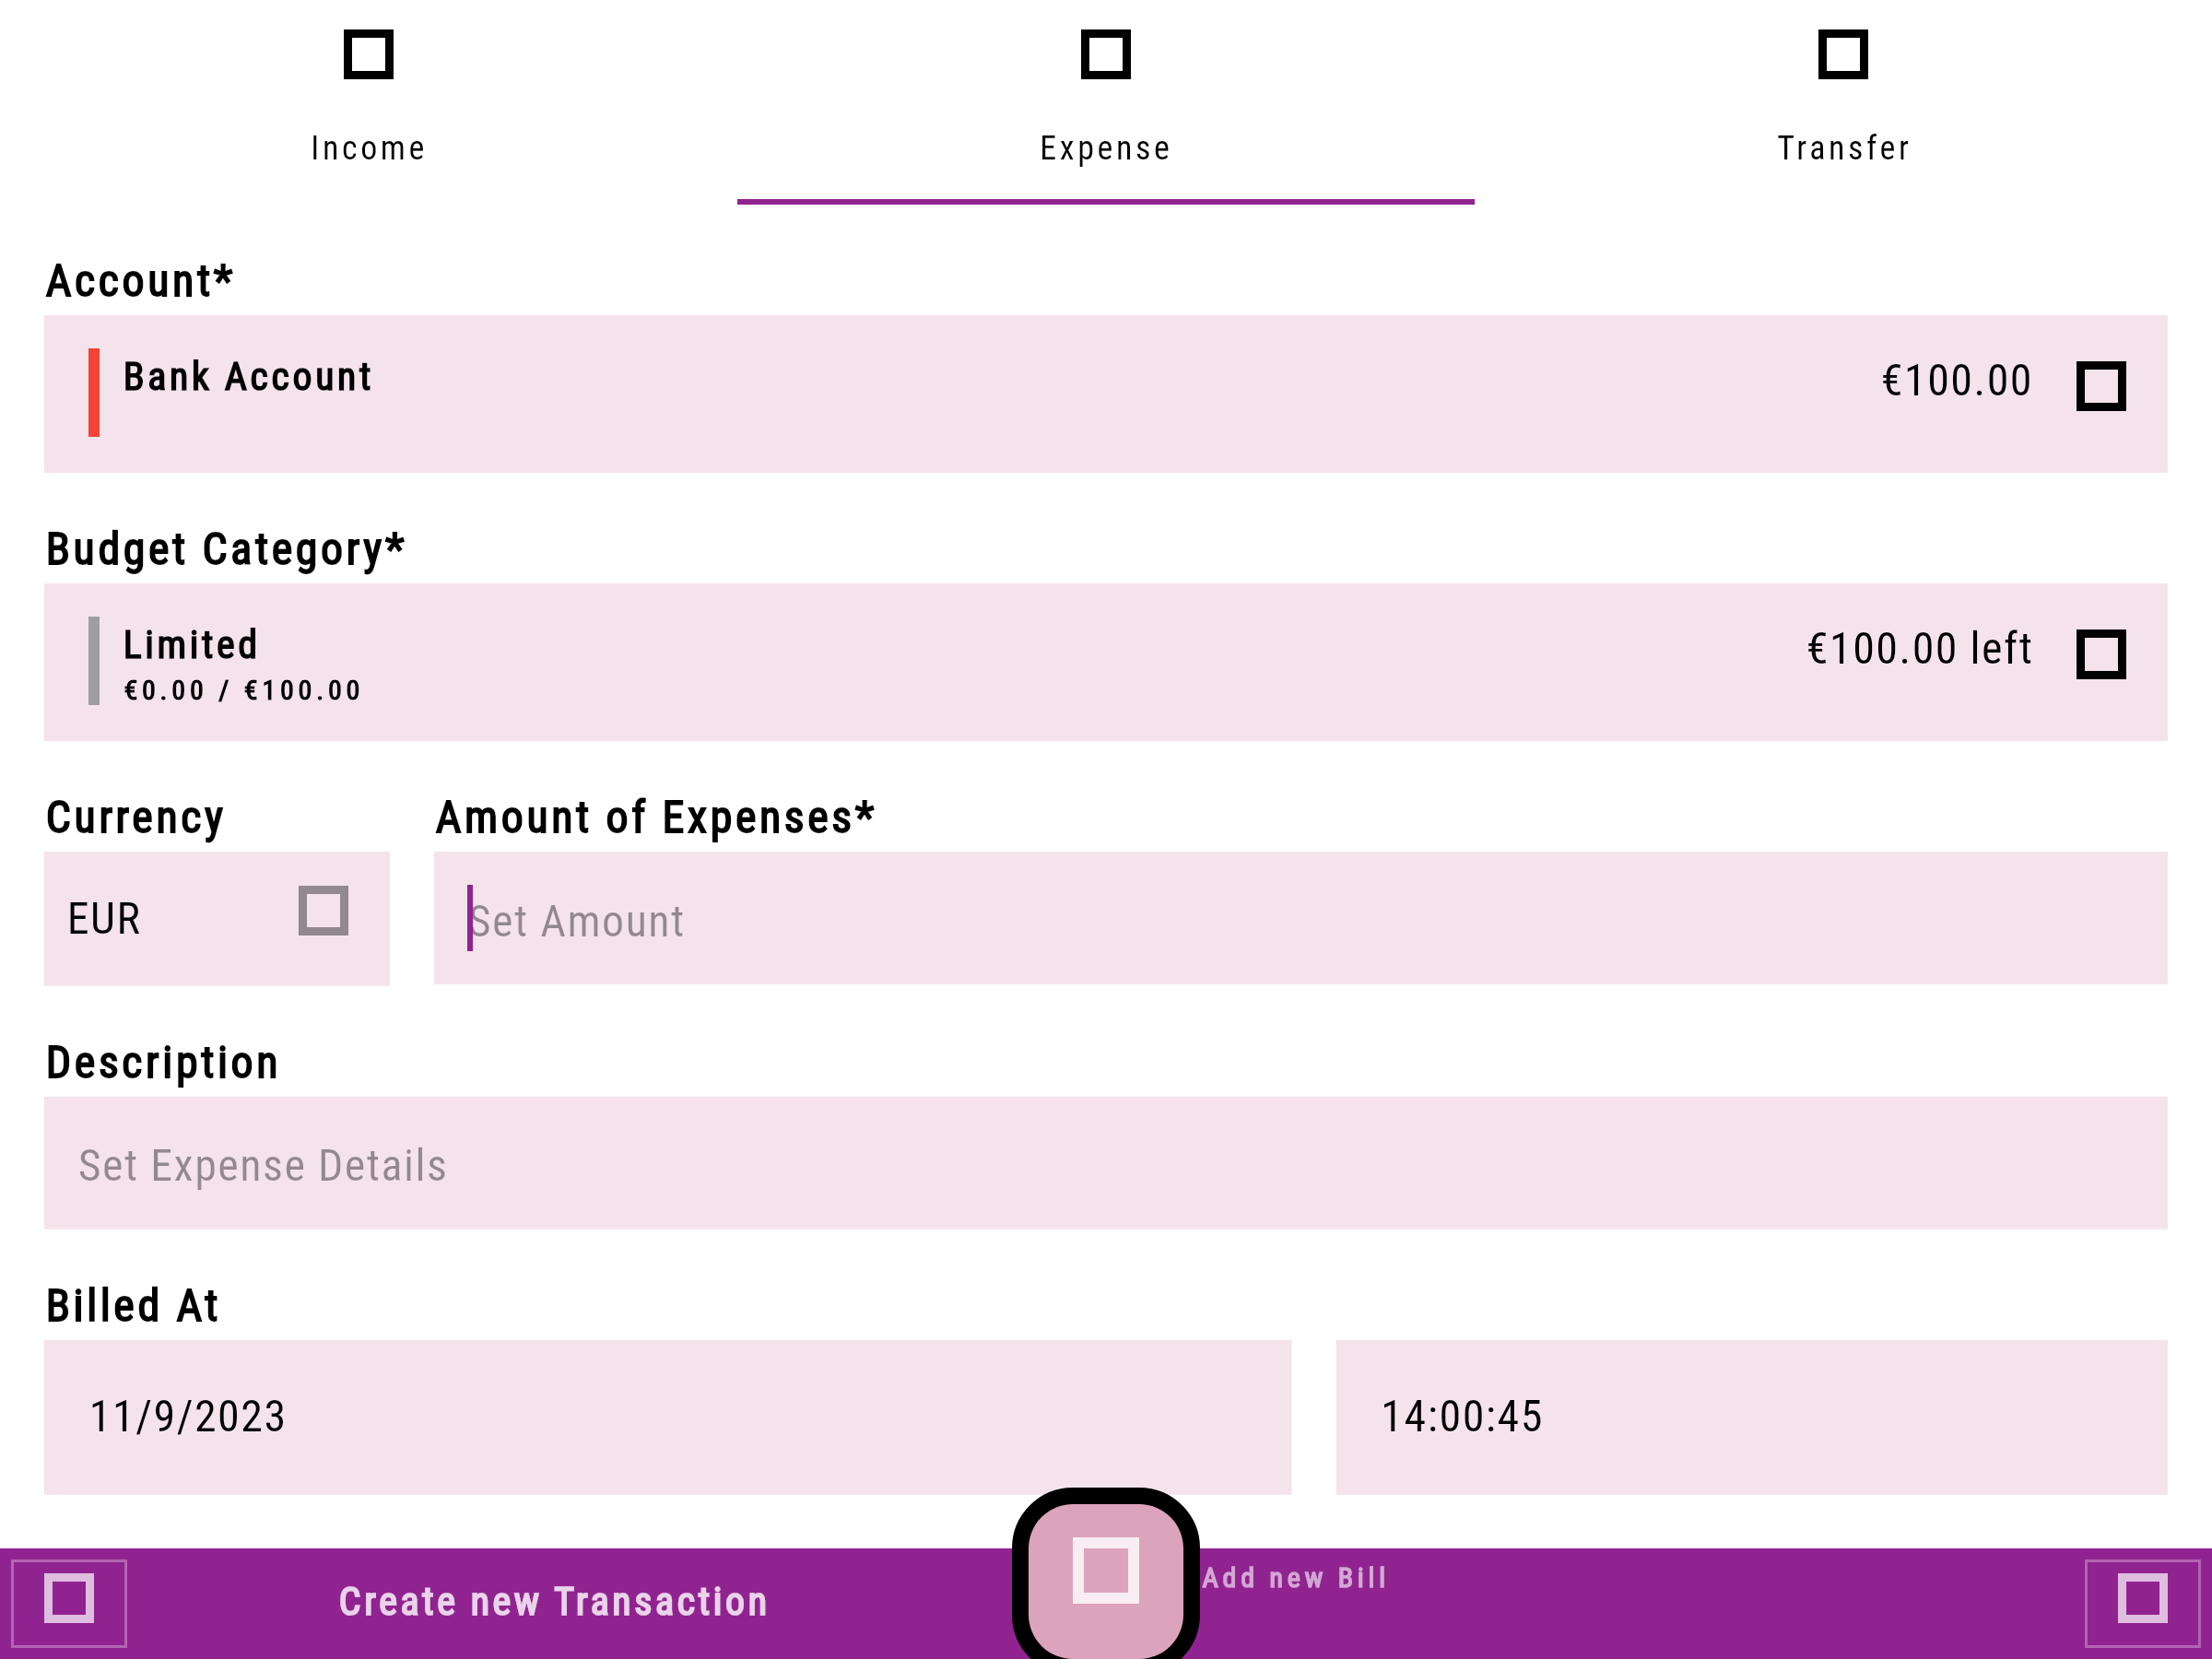 Income
Expense
Transfer
Account*
Bank Account
€100.00
Budget Category*
Limited
€0.00 / €100.00
€100.00 left
Currency
Amount of Expenses*
EUR
Set Amount
Description
Set Expense Details
Billed At
11/9/2023
14:00:45
Create new Transaction
Add new Bill